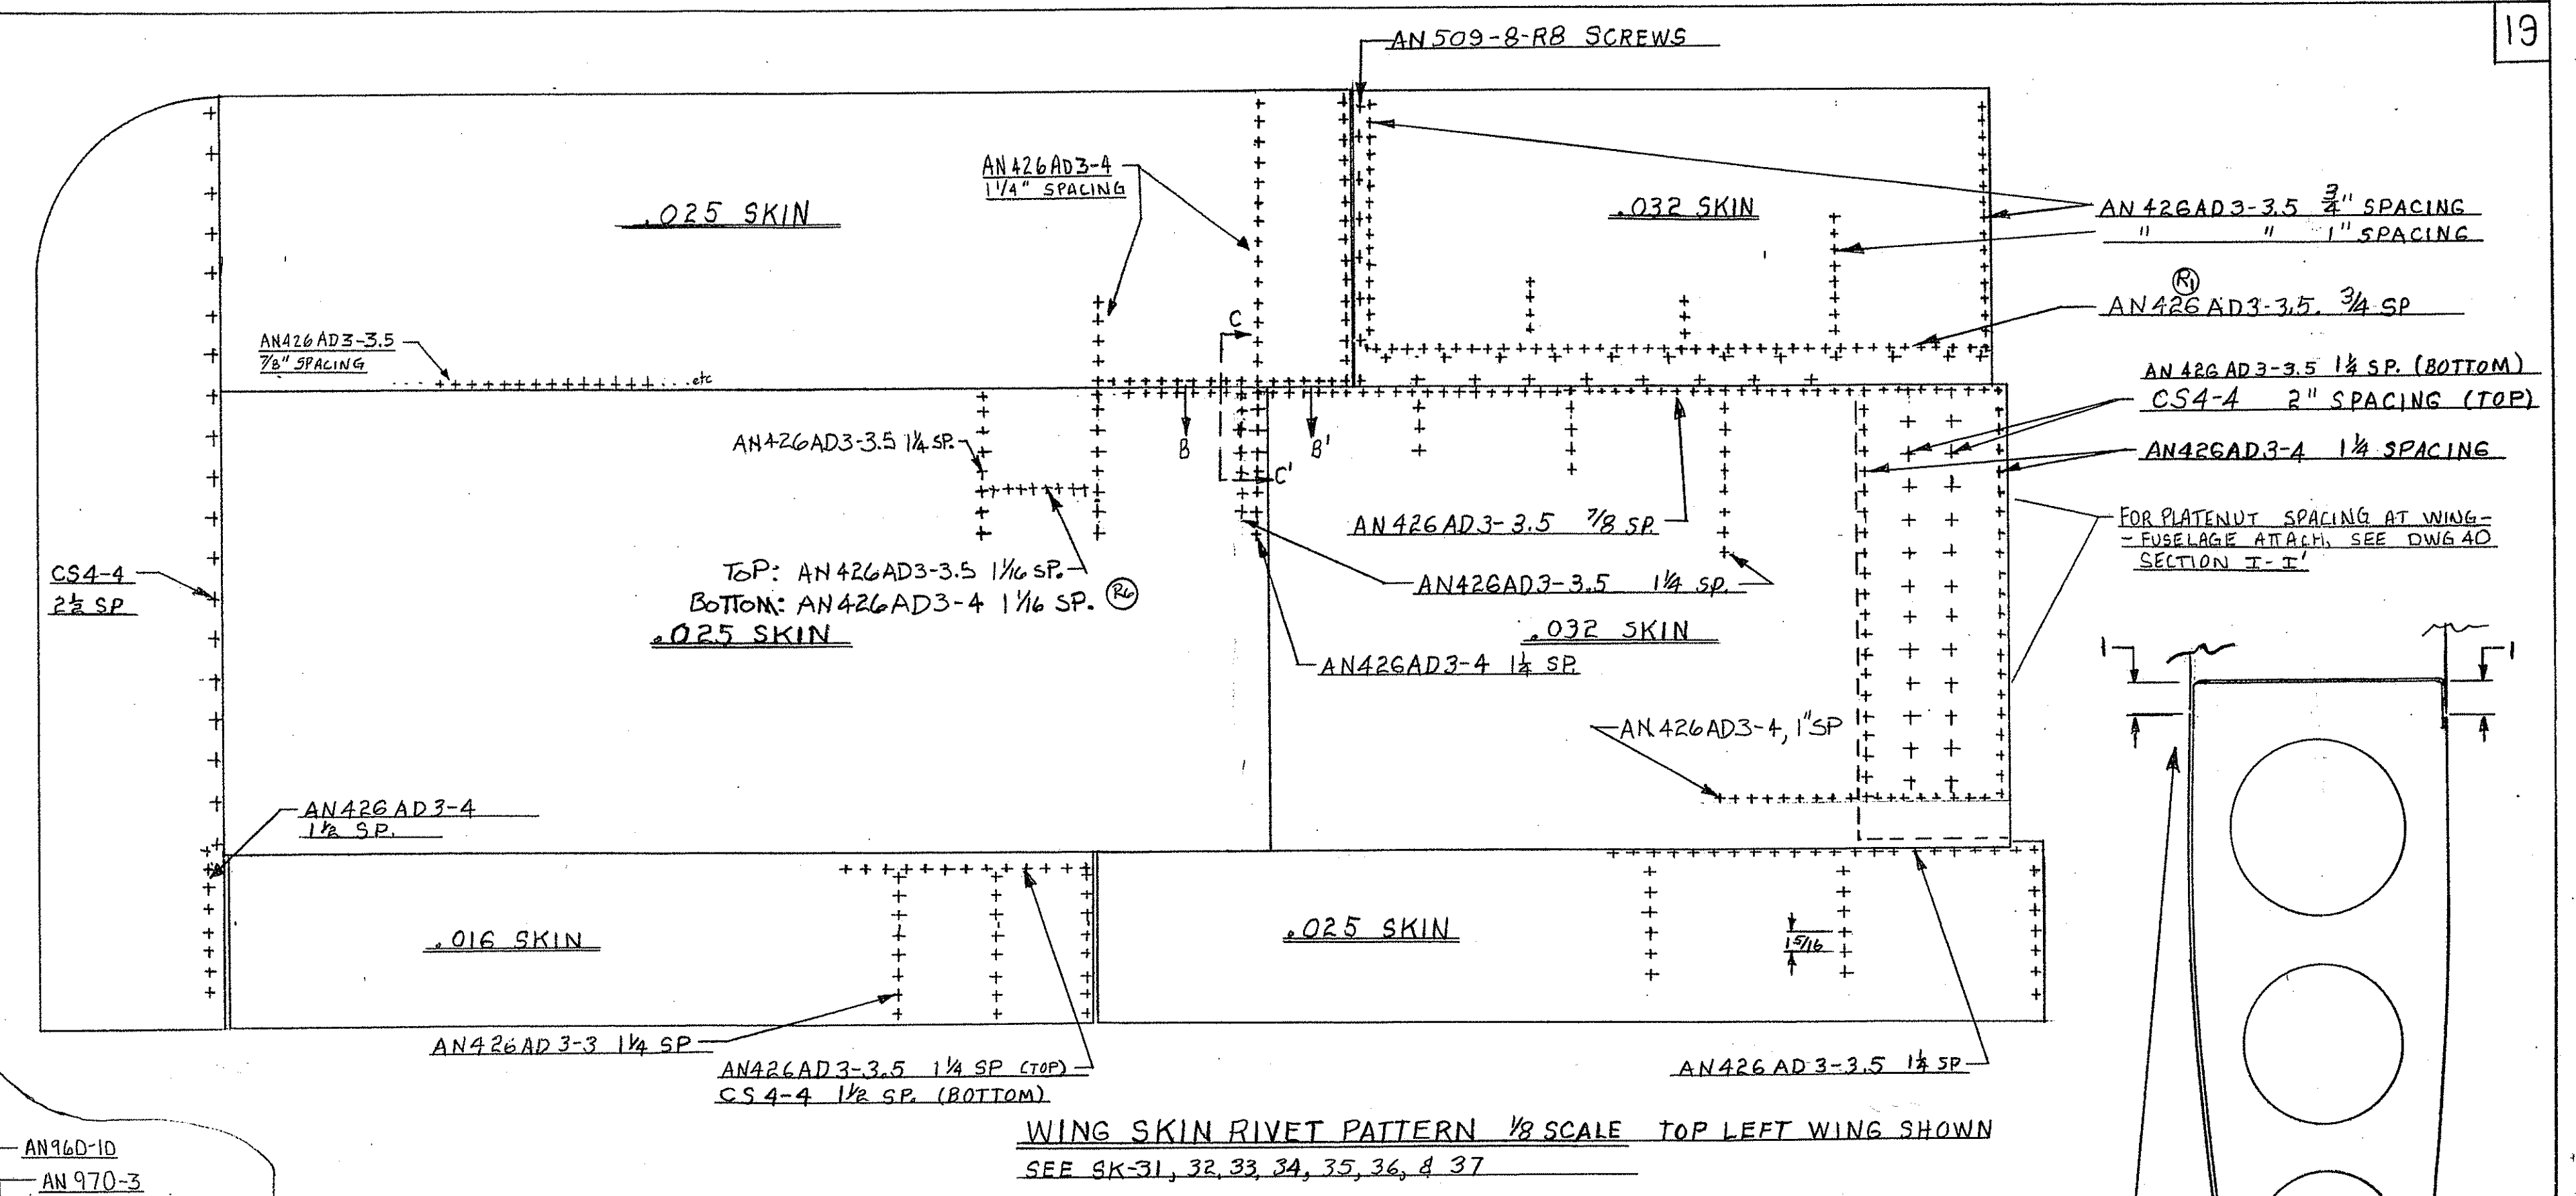 19
AN509-8-R8 SCREWS
AN426AD3-4
1 1/4" SPACING
.025 SKIN
.032 SKIN
AN426AD3-3.5 3/4" SPACING
" " 1" SPACING
R1
AN426AD3-3.5. 3/4 SP
AN426AD3-3.5
7/8" SPACING
...etc
C
AN426AD3-3.5 1 1/4 SP. (BOTTOM)
CS4-4 2" SPACING (TOP)
AN426AD3-3.5 1 1/4 SP.
B
B'
C'
AN426AD3-4 1 1/4 SPACING
AN426AD3-3.5 7/8 SP.
FOR PLATENUT SPACING AT WING-
-FUSELAGE ATTACH, SEE DWG 40
SECTION I-I'
CS4-4
2 1/2 SP
TOP: AN426AD3-3.5 1 1/16 SP.
BOTTOM: AN426AD3-4 1 1/16 SP. R6
AN426AD3-3.5 1 1/4 SP.
.025 SKIN
.032 SKIN
AN426AD3-4 1 1/4 SP.
1
1
AN426AD3-4, 1" SP
AN426AD3-4
1 1/2 SP.
.016 SKIN
.025 SKIN
1 5/16
AN426AD3-3 1 1/4 SP
AN426AD3-3.5 1 1/4 SP (TOP)
CS4-4 1 1/2 SP. (BOTTOM)
AN426AD3-3.5 1 1/4 SP
WING SKIN RIVET PATTERN 1/8 SCALE TOP LEFT WING SHOWN
SEE SK-31, 32, 33, 34, 35, 36, & 37
AN960-10
AN970-3